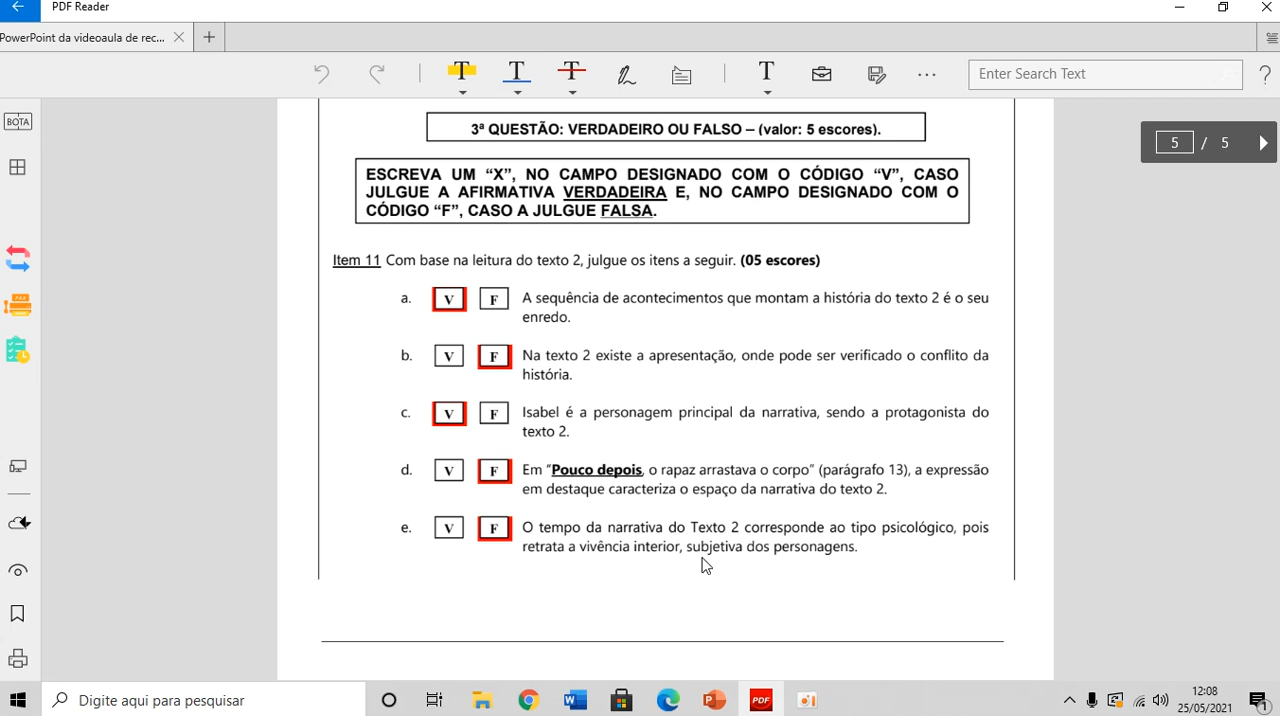 PDF Reader
PowerPoint da videoaula de rec...
Enter Search Text
BOTA
5 / 5
3ª QUESTÃO: VERDADEIRO OU FALSO – (valor: 5 escores).
ESCREVA UM “X”, NO CAMPO DESIGNADO COM O CÓDIGO “V”, CASO
JULGUE A AFIRMATIVA VERDADEIRA E, NO CAMPO DESIGNADO COM O
CÓDIGO “F”, CASO A JULGUE FALSA.
Item 11 Com base na leitura do texto 2, julgue os itens a seguir. (05 escores)
a. V F A sequência de acontecimentos que montam a história do texto 2 é o seu
enredo.
b. V F Na texto 2 existe a apresentação, onde pode ser verificado o conflito da
história.
c. V F Isabel é a personagem principal da narrativa, sendo a protagonista do
texto 2.
d. V F Em “Pouco depois, o rapaz arrastava o corpo” (parágrafo 13), a expressão
em destaque caracteriza o espaço da narrativa do texto 2.
e. V F O tempo da narrativa do Texto 2 corresponde ao tipo psicológico, pois
retrata a vivência interior, subjetiva dos personagens.
Digite aqui para pesquisar
PDF
12:08
25/05/2021
1